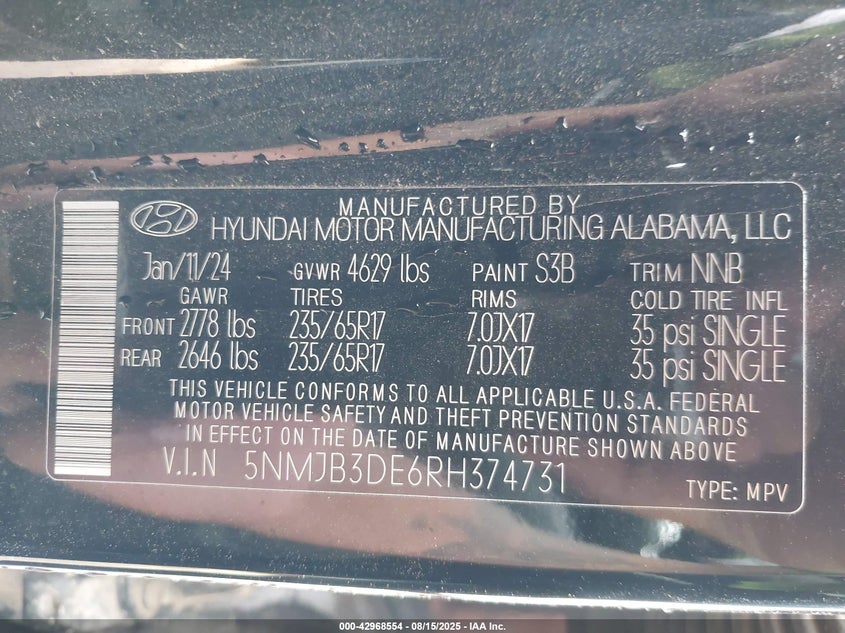 MANUFACTURED BY
HYUNDAI MOTOR MANUFACTURING ALABAMA, LLC
Jan/11/24 GVWR 4629 lbs PAINT S3B TRIM NNB
GAWR TIRES RIMS COLD TIRE INFL
FRONT 2778 lbs 235/65R17 7.0JX17 35 psi SINGLE
REAR 2646 lbs 235/65R17 7.0JX17 35 psi SINGLE
THIS VEHICLE CONFORMS TO ALL APPLICABLE U.S.A. FEDERAL
MOTOR VEHICLE SAFETY AND THEFT PREVENTION STANDARDS
IN EFFECT ON THE DATE OF MANUFACTURE SHOWN ABOVE
V.I.N 5NMJB3DE6RH374731
TYPE: MPV
000-42968554 - 08/15/2025 - IAA Inc.